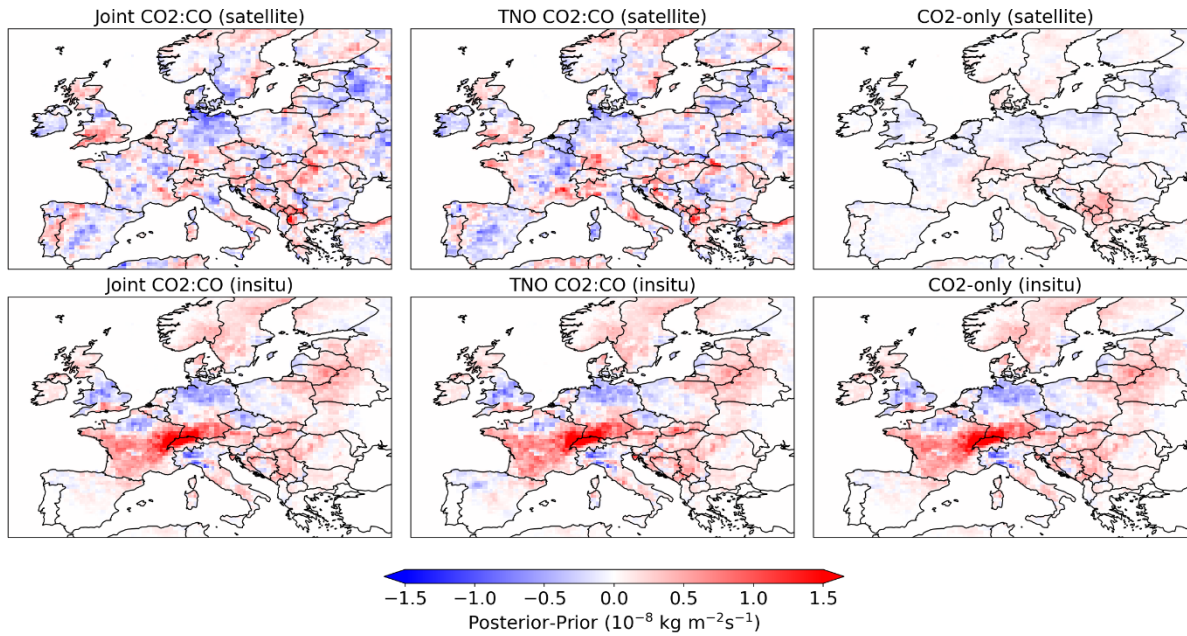 Joint CO2:CO (satellite)
TNO CO2:CO (satellite)
CO2-only (satellite)
Joint CO2:CO (insitu)
TNO CO2:CO (insitu)
CO2-only (insitu)
−1.5 −1.0 −0.5 0.0 0.5 1.0 1.5
Posterior-Prior (10⁻⁸ kg m⁻²s⁻¹)